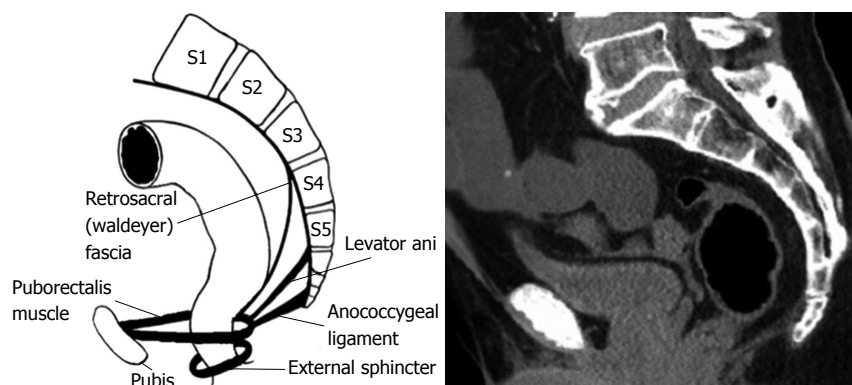 S1
S2
S3
S4
S5
Retrosacral
(waldeyer)
fascia
Levator ani
Puborectalis
muscle
Anococcygeal
ligament
External sphincter
Pubis